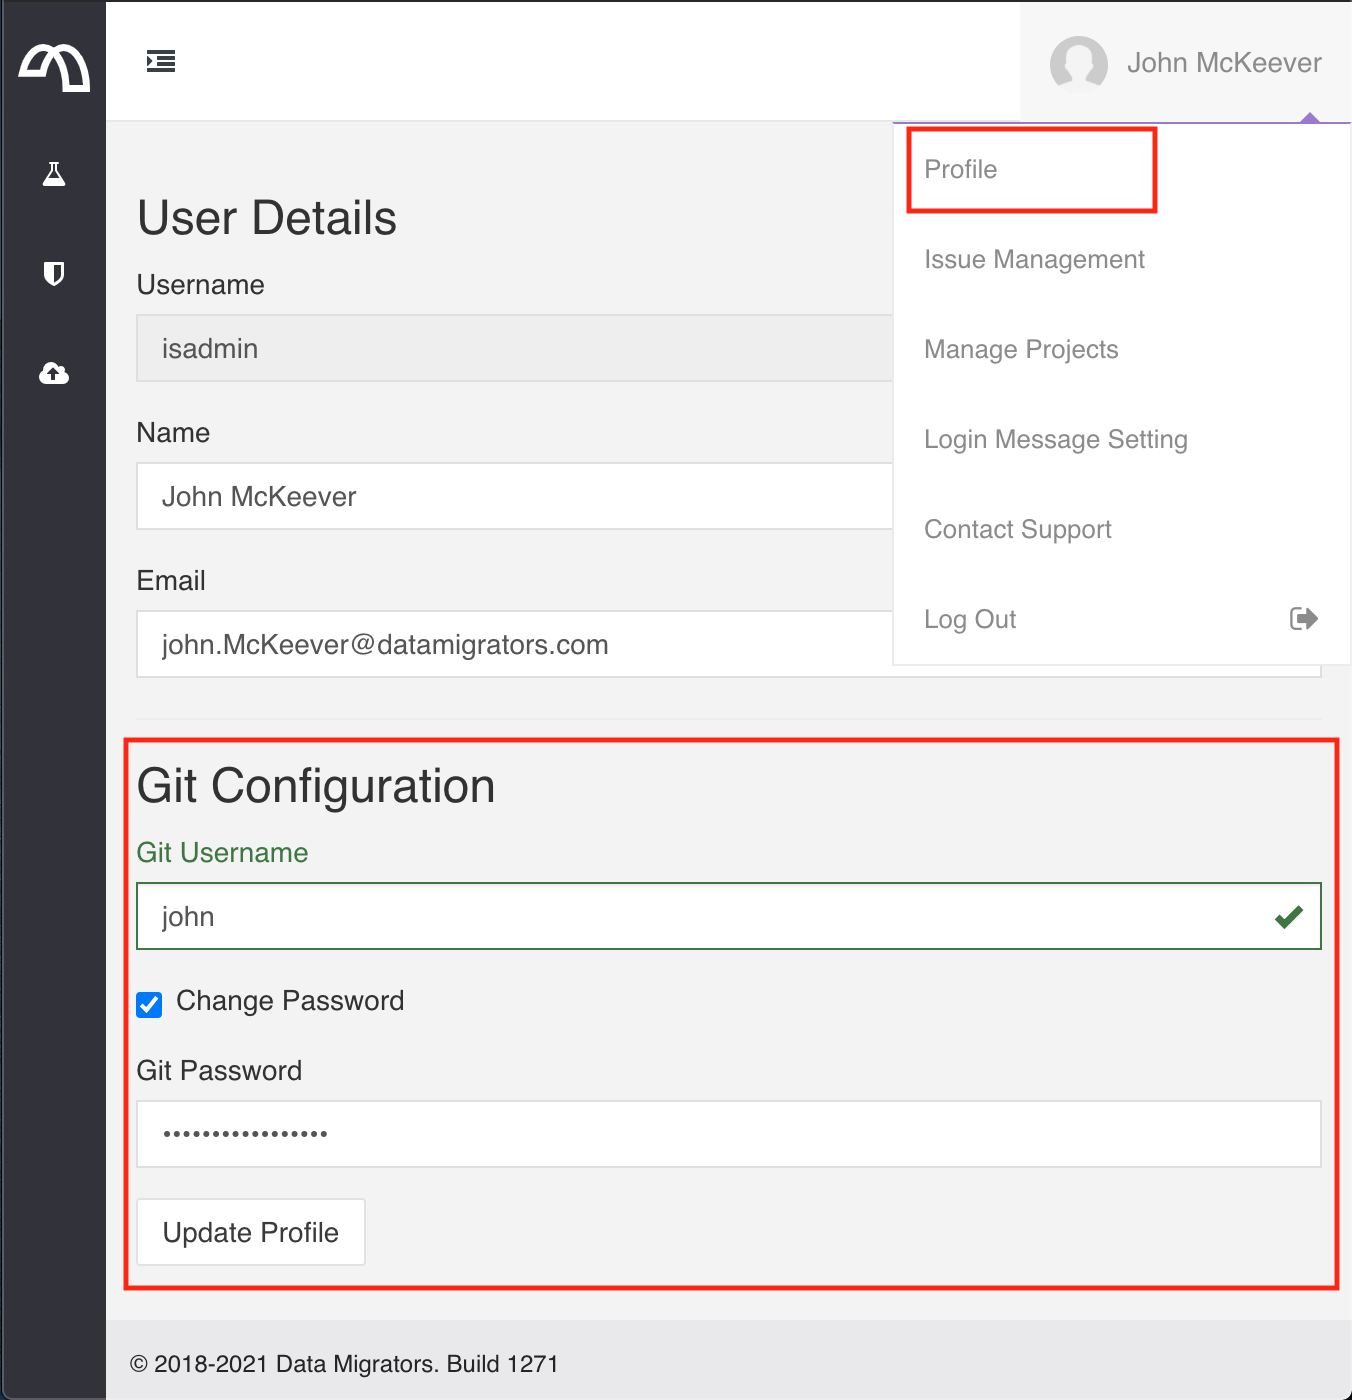 John McKeever
Profile
Issue Management
Manage Projects
Login Message Setting
Contact Support
Log Out
User Details
Username
isadmin
Name
John McKeever
Email
john.McKeever@datamigrators.com
Git Configuration
Git Username
john
Change Password
Git Password
•••••••••••••••••
Update Profile
© 2018-2021 Data Migrators. Build 1271